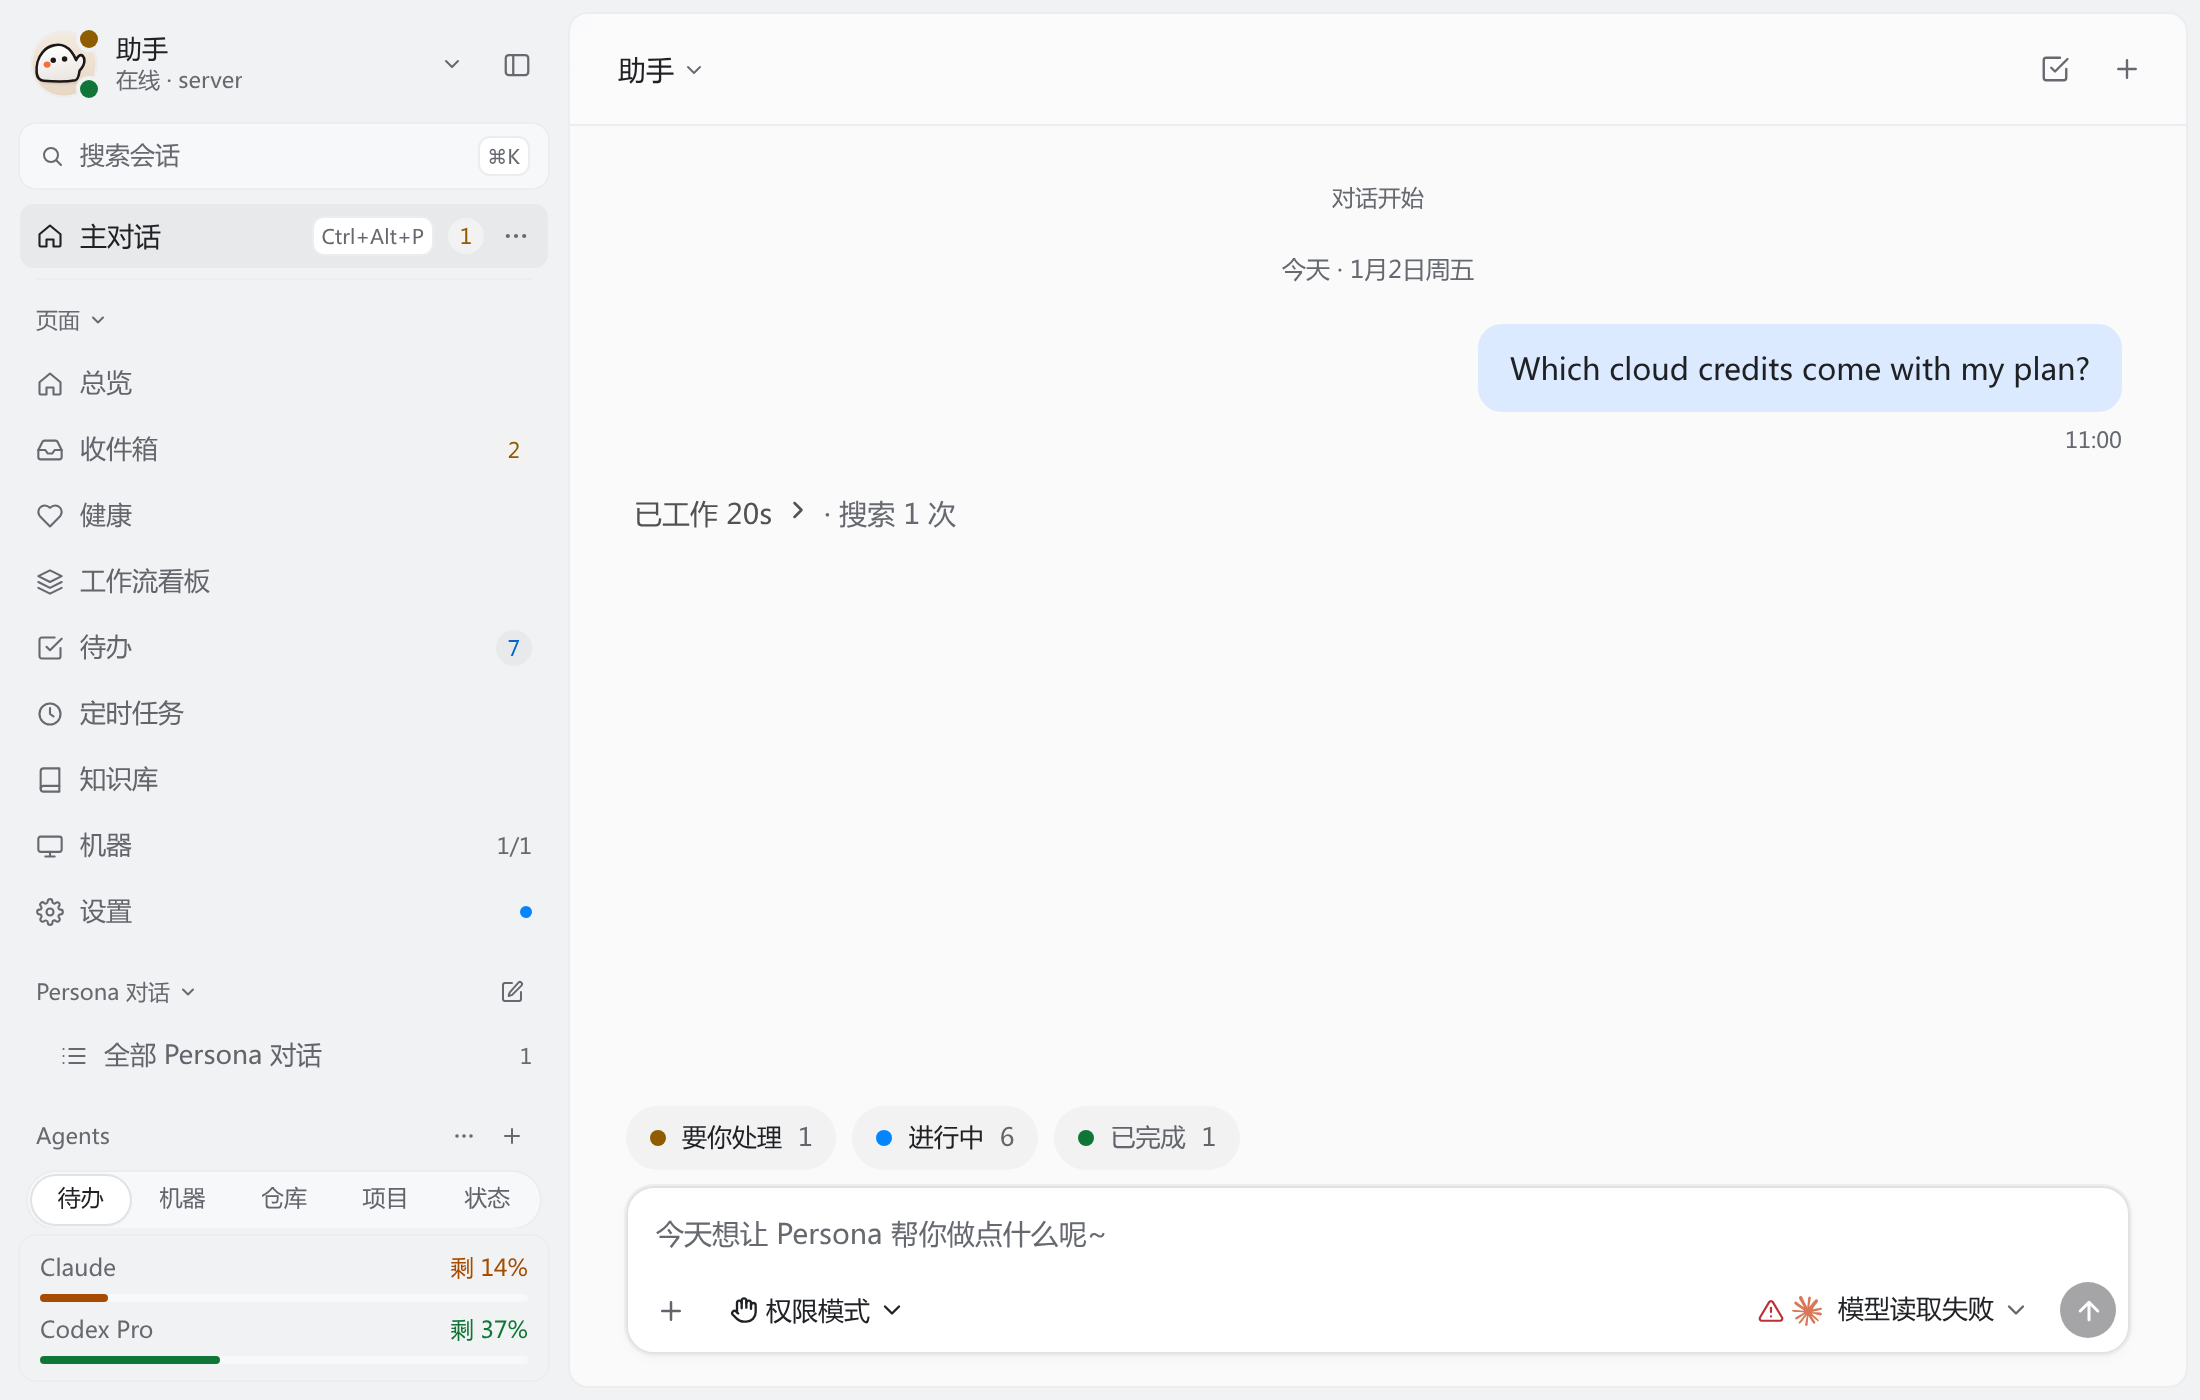 助手
在线 · server
搜索会话 ⌘K
主对话 Ctrl+Alt+P 1
页面
总览
收件箱 2
健康
工作流看板
待办 7
定时任务
知识库
机器 1/1
设置
Persona 对话
全部 Persona 对话 1
Agents
待办 机器 仓库 项目 状态
Claude 剩 14%
Codex Pro 剩 37%
助手
对话开始
今天 · 1月2日周五
Which cloud credits come with my plan?
11:00
已工作 20s · 搜索 1 次
要你处理 1 进行中 6 已完成 1
今天想让 Persona 帮你做点什么呢~
权限模式 模型读取失败